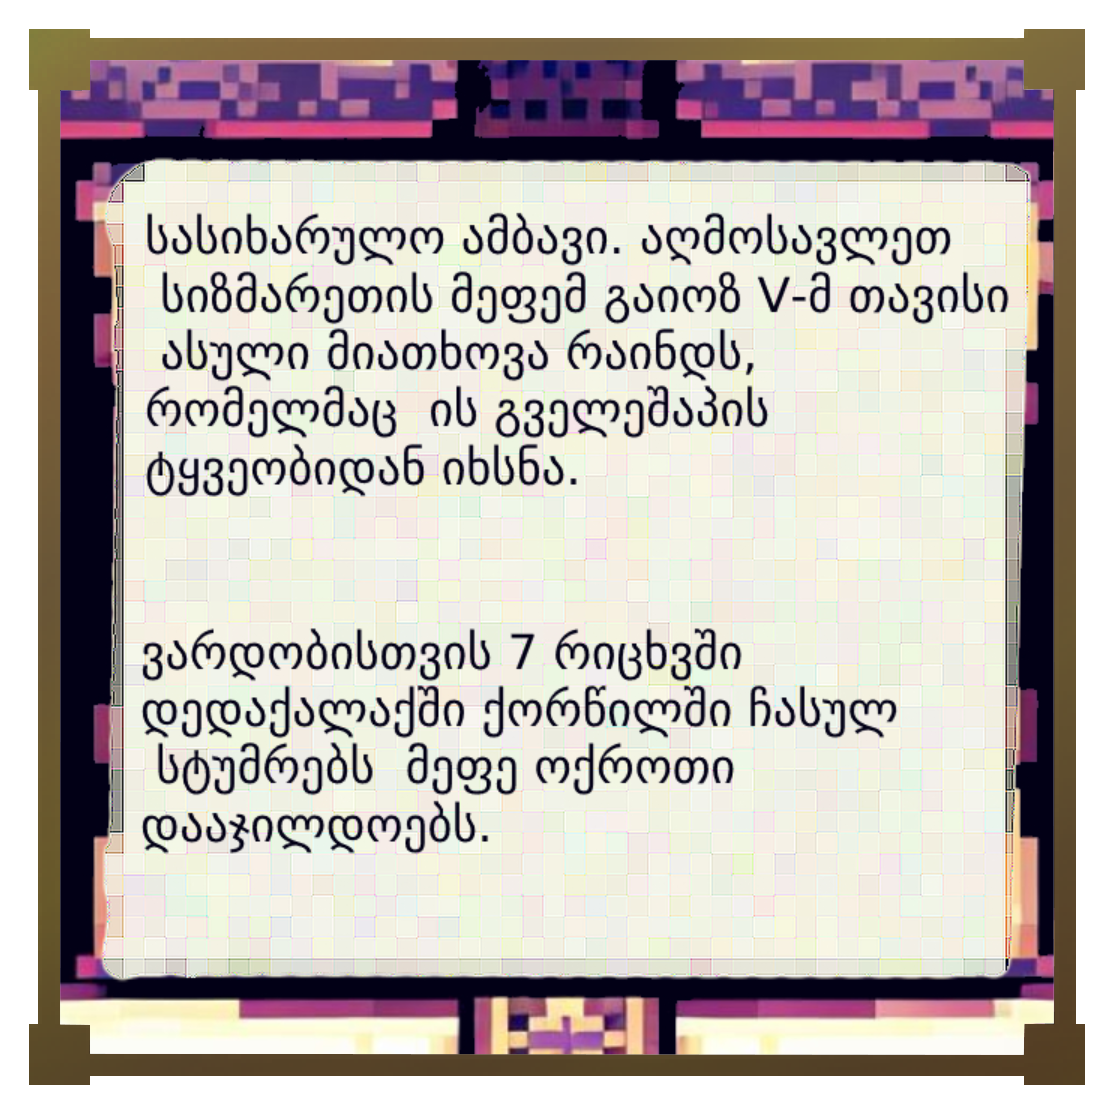 სასიხარულო ამბავი. აღმოსავლეთ
სიზმარეთის მეფემ გაიოზ V-მ თავისი
ასული მიათხოვა რაინდს,
რომელმაც ის გველეშაპის
ტყვეობიდან იხსნა.
ვარდობისთვის 7 რიცხვში
დედაქალაქში ქორწილში ჩასულ
სტუმრებს მეფე ოქროთი
დააჯილდოებს.